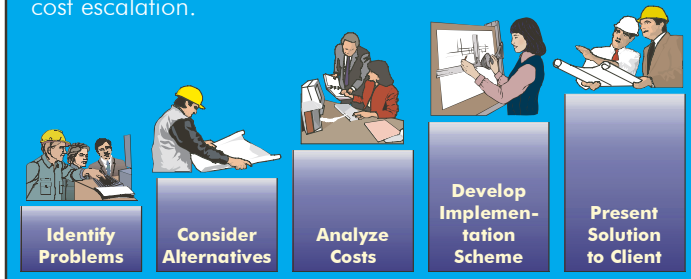 cost escalation.
Identify
Problems
Consider
Alternatives
Analyze
Costs
Develop
Implemen-
tation
Scheme
Present
Solution
to Client